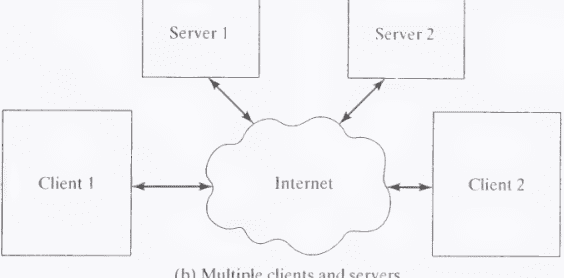 Server 1
Server 2
Client 1
Internet
Client 2
(b) Multiple clients and servers